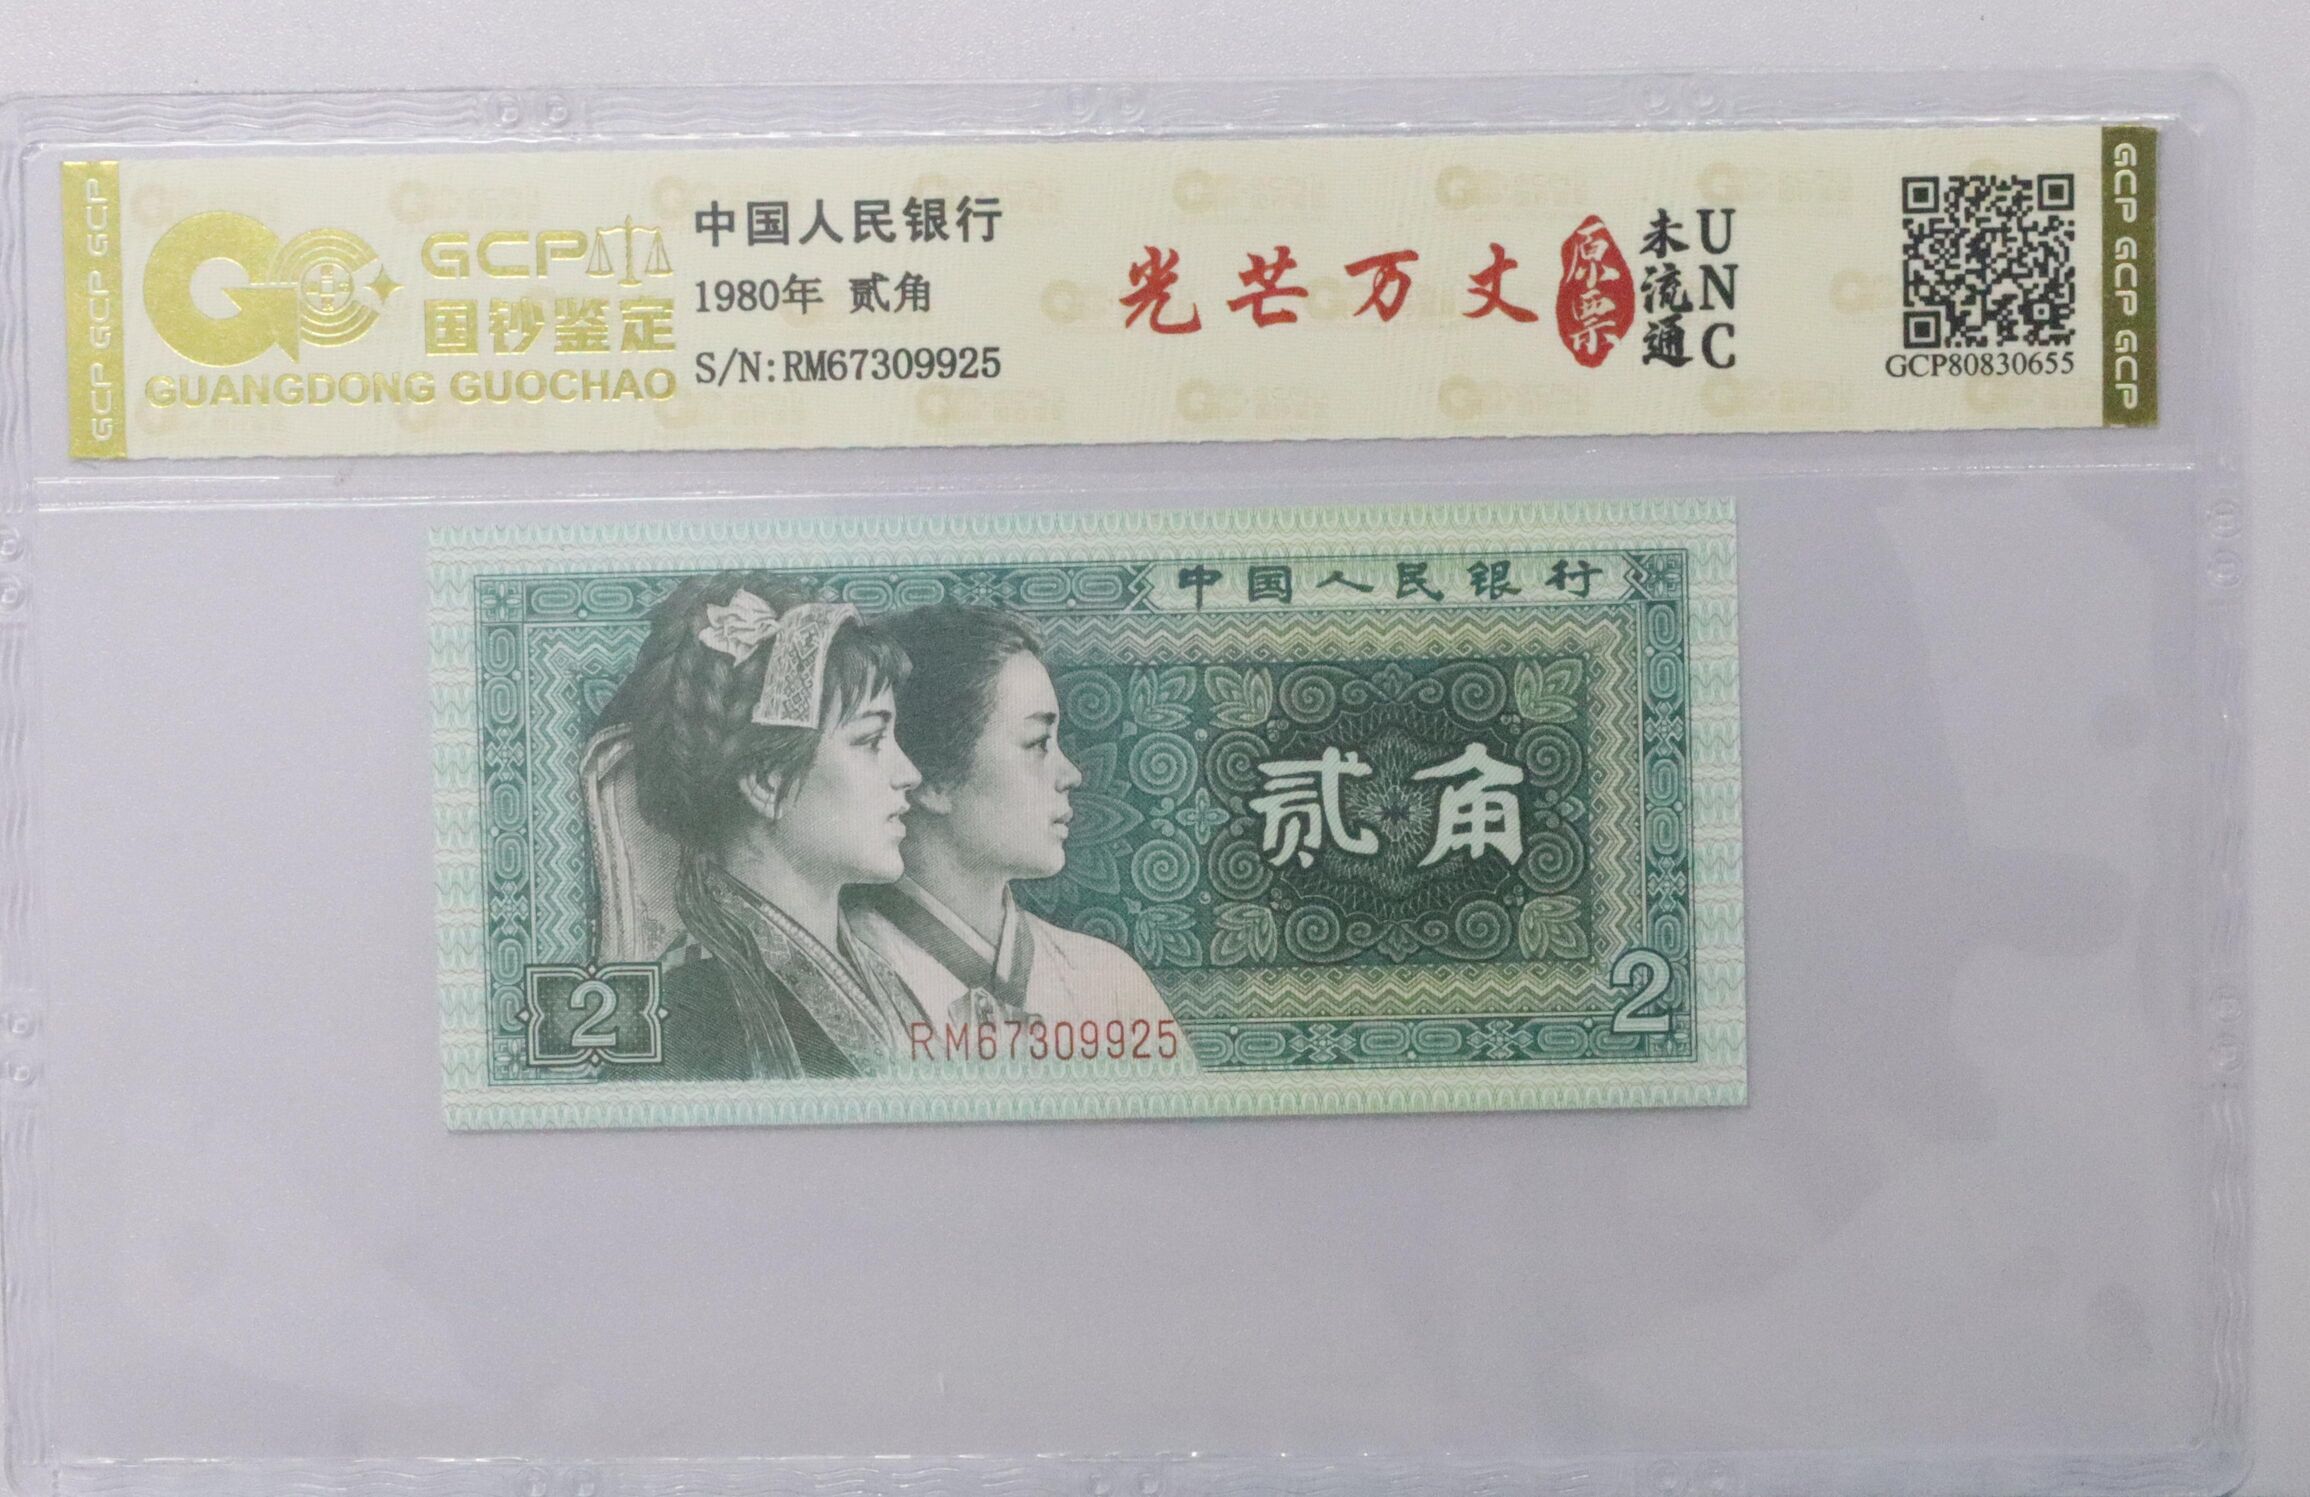 GCP GCP GCP
GCP
国钞鉴定
GUANGDONG GUOCHAO
中国人民银行
1980年 贰角
S/N:RM67309925
光芒万丈
原票
未流通
UNC
GCP80830655
GCP GCP GCP
中国人民银行
贰角
2
2
RM67309925